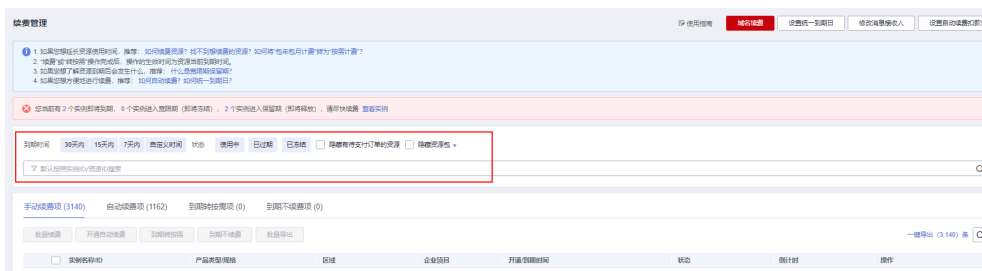 续费管理
使用指南 域名续费 设置统一到期日 修改消息接收人 设置自动续费扣款
1. 如果您想延长资源使用时间，推荐： 如何续费资源？ 找不到想续费的资源？ 如何将“包年包月计费”转为“按需计费”？
2. “续费”或“转按需”操作完成后，操作的生效时间为资源当前到期时间。
3. 如果您想了解资源到期后会发生什么，推荐： 什么是宽限期保留期？
4. 如果您想方便地进行续费，推荐： 如何自动续费？ 如何统一到期日？
您当前有 2 个实例即将到期， 0 个实例进入宽限期（即将冻结）， 2 个实例进入保留期（即将释放），请尽快续费 查看实例
到期时间 30天内 15天内 7天内 自定义时间 状态 使用中 已过期 已冻结 隐藏有待支付订单的资源 隐藏资源包
默认按照实例ID/资源ID搜索
手动续费项 (3140) 自动续费项 (1162) 到期转按需项 (0) 到期不续费项 (0)
批量续费 开通自动续费 到期转按需 到期不续费 批量导出 一键导出（3,140）条
实例名称/ID 产品类型/规格 区域 企业项目 开通/到期时间 状态 倒计时 操作